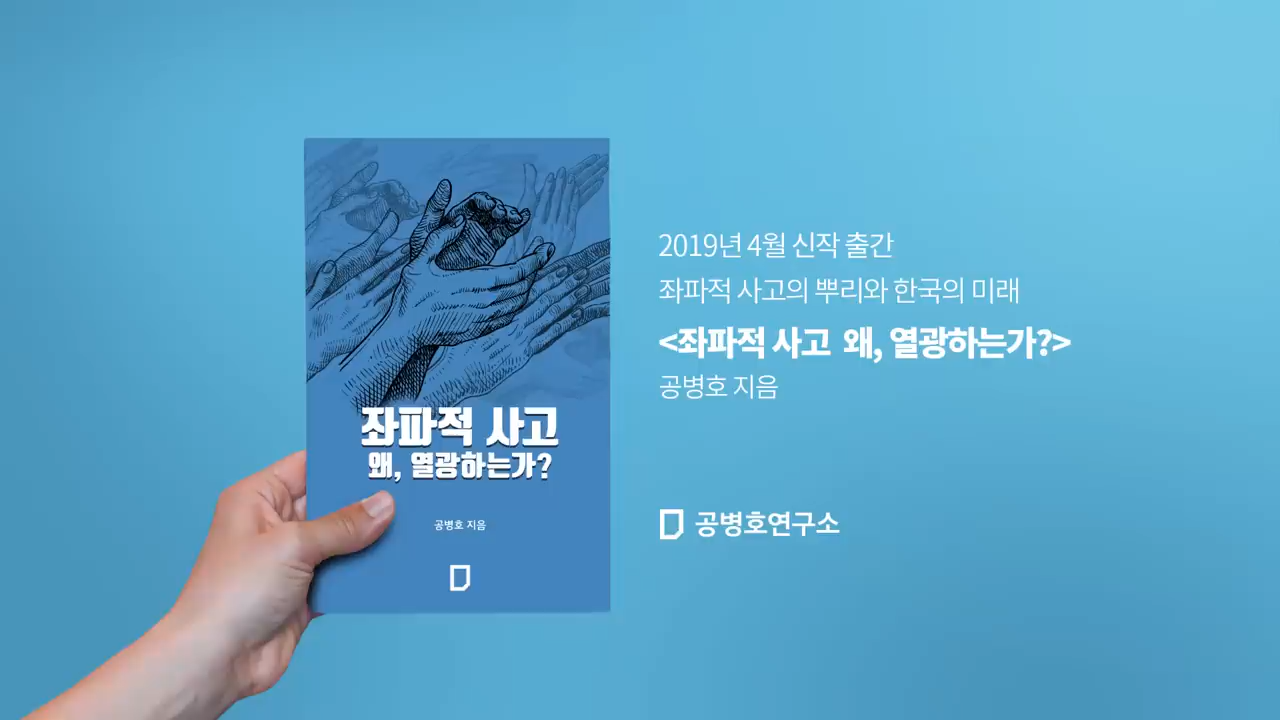 좌파적 사고
왜, 열광하는가?
공병호 지음
2019년 4월 신작 출간
좌파적 사고의 뿌리와 한국의 미래
<좌파적 사고 왜, 열광하는가?>
공병호 지음
공병호연구소